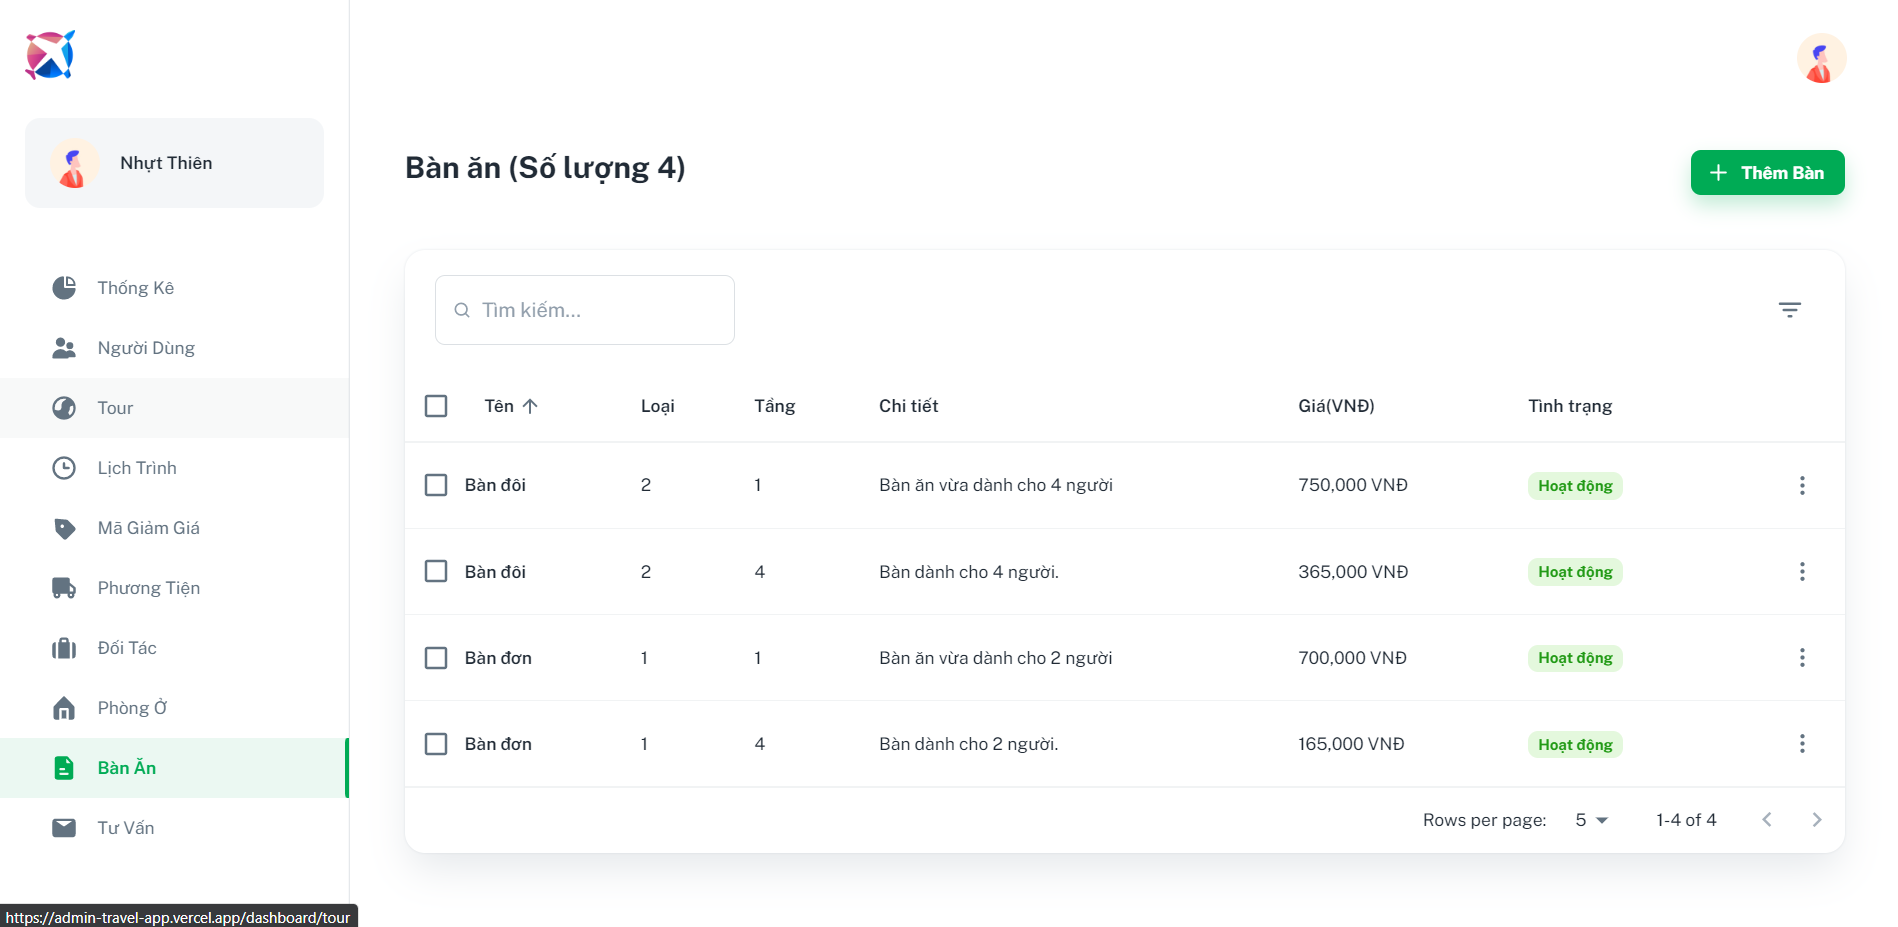 Nhựt Thiên
Thống Kê
Người Dùng
Tour
Lịch Trình
Mã Giảm Giá
Phương Tiện
Đối Tác
Phòng Ở
Bàn Ăn
Tư Vấn
https://admin-travel-app.vercel.app/dashboard/tour
Bàn ăn (Số lượng 4)
Thêm Bàn
Tìm kiếm...
Tên Loại Tầng Chi tiết Giá(VNĐ) Tình trạng
Bàn đôi 2 1 Bàn ăn vừa dành cho 4 người 750,000 VNĐ Hoạt động
Bàn đôi 2 4 Bàn dành cho 4 người. 365,000 VNĐ Hoạt động
Bàn đơn 1 1 Bàn ăn vừa dành cho 2 người 700,000 VNĐ Hoạt động
Bàn đơn 1 4 Bàn dành cho 2 người. 165,000 VNĐ Hoạt động
Rows per page: 5 1-4 of 4